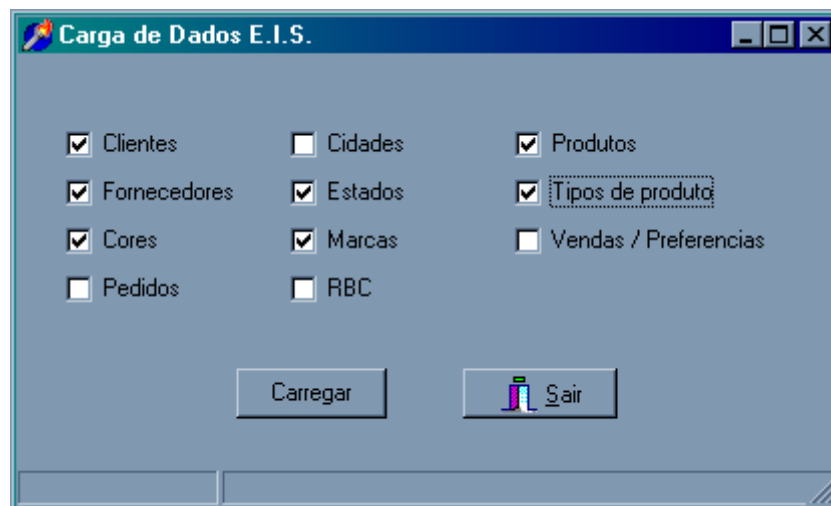 Carga de Dados E.I.S.
Clientes Cidades Produtos
Fornecedores Estados Tipos de produto
Cores Marcas Vendas / Preferencias
Pedidos RBC
Carregar Sair